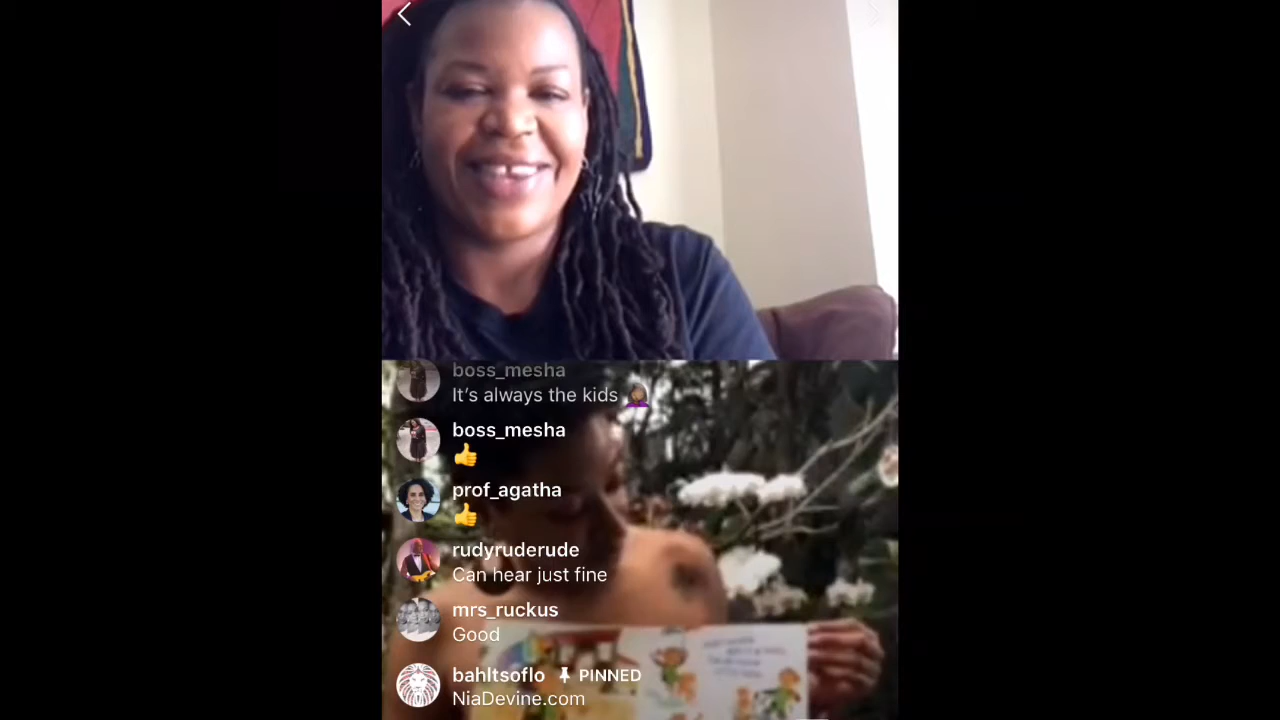 boss_mesha
It's always the kids 🤦🏾‍♀️
boss_mesha
👍
prof_agatha
👍
rudyruderude
Can hear just fine
mrs_ruckus
Good
bahltsoflo PINNED
NiaDevine.com